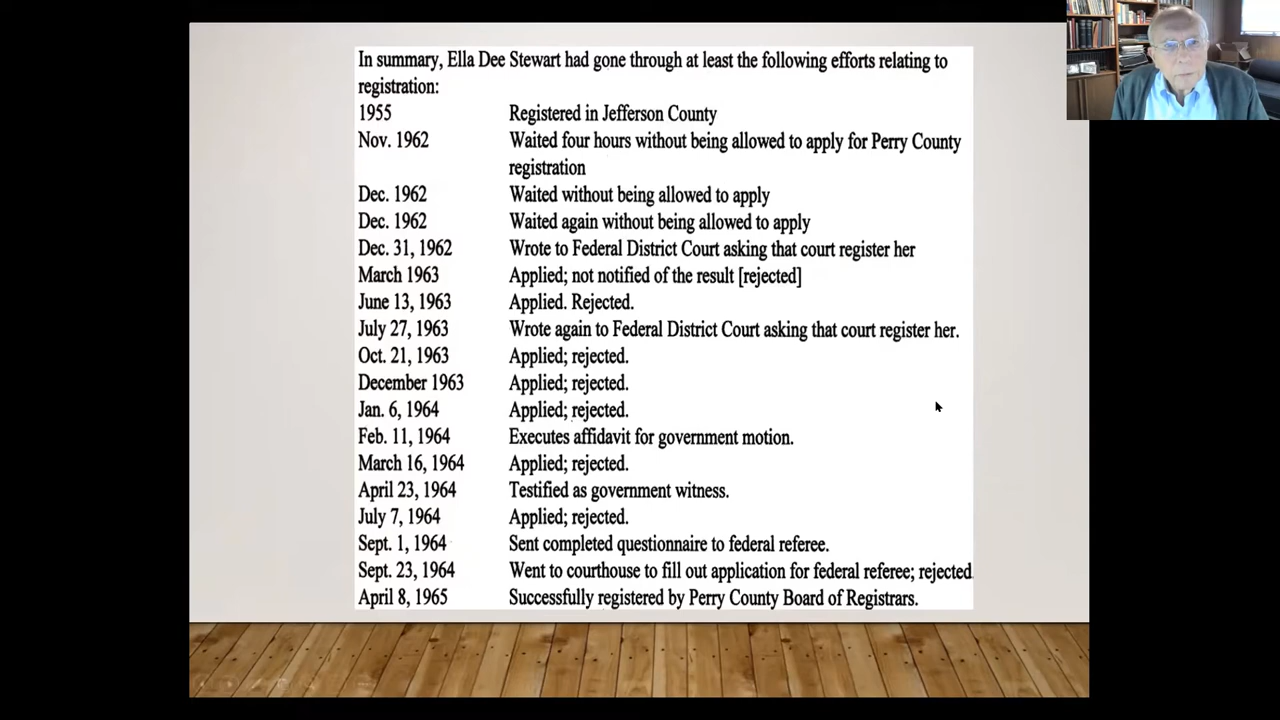 In summary, Ella Dee Stewart had gone through at least the following efforts relating to
registration:
1955 Registered in Jefferson County
Nov. 1962 Waited four hours without being allowed to apply for Perry County
registration
Dec. 1962 Waited without being allowed to apply
Dec. 1962 Waited again without being allowed to apply
Dec. 31, 1962 Wrote to Federal District Court asking that court register her
March 1963 Applied; not notified of the result [rejected]
June 13, 1963 Applied. Rejected.
July 27, 1963 Wrote again to Federal District Court asking that court register her.
Oct. 21, 1963 Applied; rejected.
December 1963 Applied; rejected.
Jan. 6, 1964 Applied; rejected.
Feb. 11, 1964 Executes affidavit for government motion.
March 16, 1964 Applied; rejected.
April 23, 1964 Testified as government witness.
July 7, 1964 Applied; rejected.
Sept. 1, 1964 Sent completed questionnaire to federal referee.
Sept. 23, 1964 Went to courthouse to fill out application for federal referee; rejected
April 8, 1965 Successfully registered by Perry County Board of Registrars.